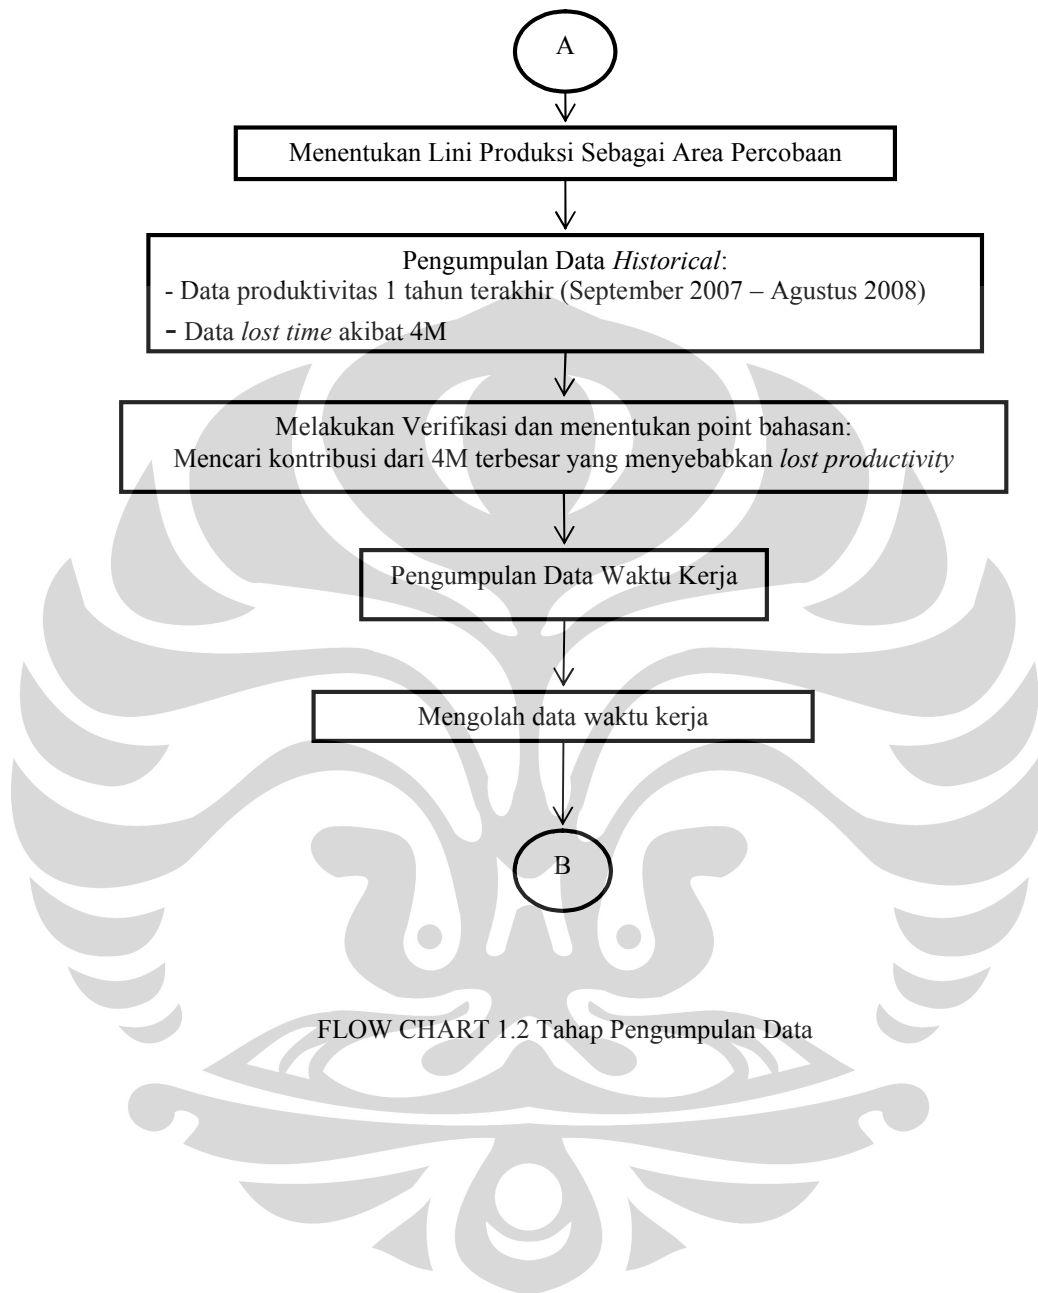 A
Menentukan Lini Produksi Sebagai Area Percobaan
Pengumpulan Data Historical:
- Data produktivitas 1 tahun terakhir (September 2007 – Agustus 2008)
- Data lost time akibat 4M
Melakukan Verifikasi dan menentukan point bahasan:
Mencari kontribusi dari 4M terbesar yang menyebabkan lost productivity
Pengumpulan Data Waktu Kerja
Mengolah data waktu kerja
B
FLOW CHART 1.2 Tahap Pengumpulan Data